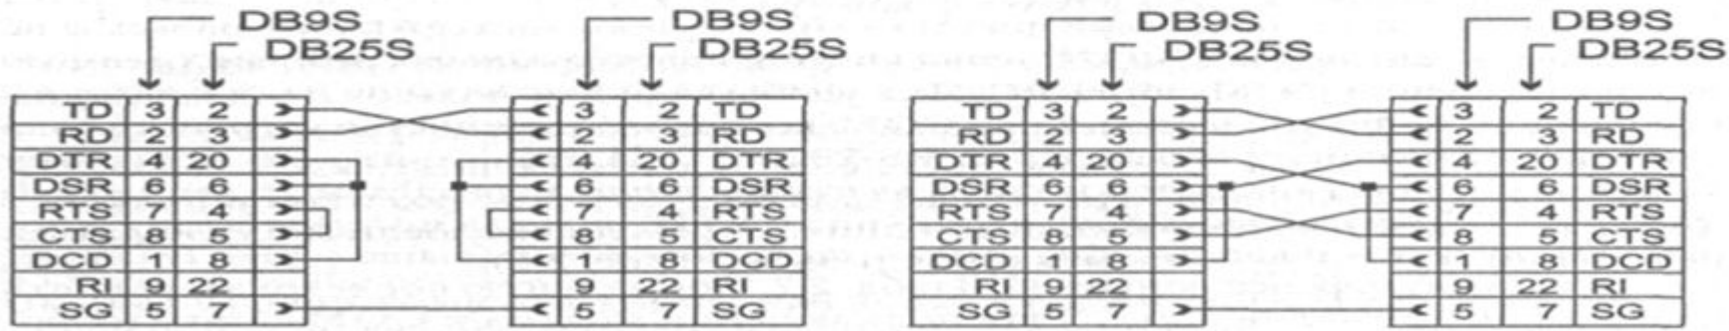 DB9S DB9S DB9S DB9S
DB25S DB25S DB25S DB25S
TD 3 2 > < 3 2 TD TD 3 2 > < 3 2 TD
RD 2 3 > < 2 3 RD RD 2 3 > < 2 3 RD
DTR 4 20 > < 4 20 DTR DTR 4 20 > < 4 20 DTR
DSR 6 6 > < 6 6 DSR DSR 6 6 > < 6 6 DSR
RTS 7 4 > < 7 4 RTS RTS 7 4 > < 7 4 RTS
CTS 8 5 > < 8 5 CTS CTS 8 5 > < 8 5 CTS
DCD 1 8 > < 1 8 DCD DCD 1 8 > < 1 8 DCD
RI 9 22 9 22 RI RI 9 22 9 22 RI
SG 5 7 > < 5 7 SG SG 5 7 > < 5 7 SG